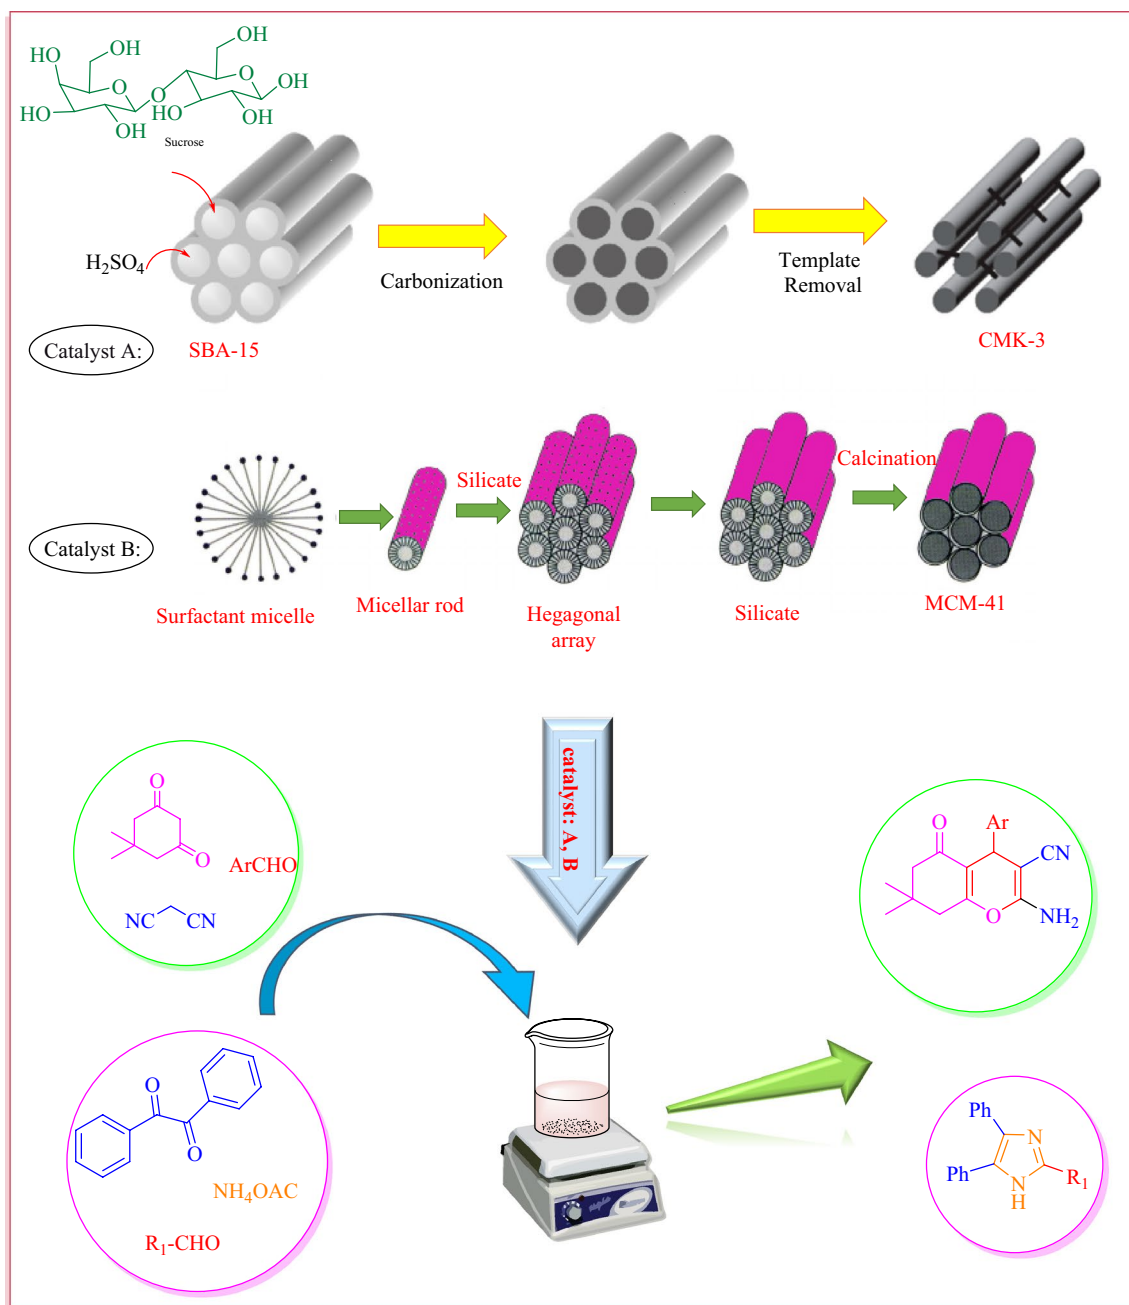 OH
HO
OH
OH
O
O
OH
HO
O
HO
OH
OH
OH
Sucrose
H2SO4
Carbonization
Template
Removal
Catalyst A:
SBA-15
CMK-3
Silicate
Calcination
Catalyst B:
Surfactant micelle
Micellar rod
Hegagonal
array
Silicate
MCM-41
catalyst: A, B
O
O
ArCHO
NC
CN
O
Ar
CN
O
NH2
O
O
NH4OAC
R1-CHO
Ph
N
Ph
N
H
R1